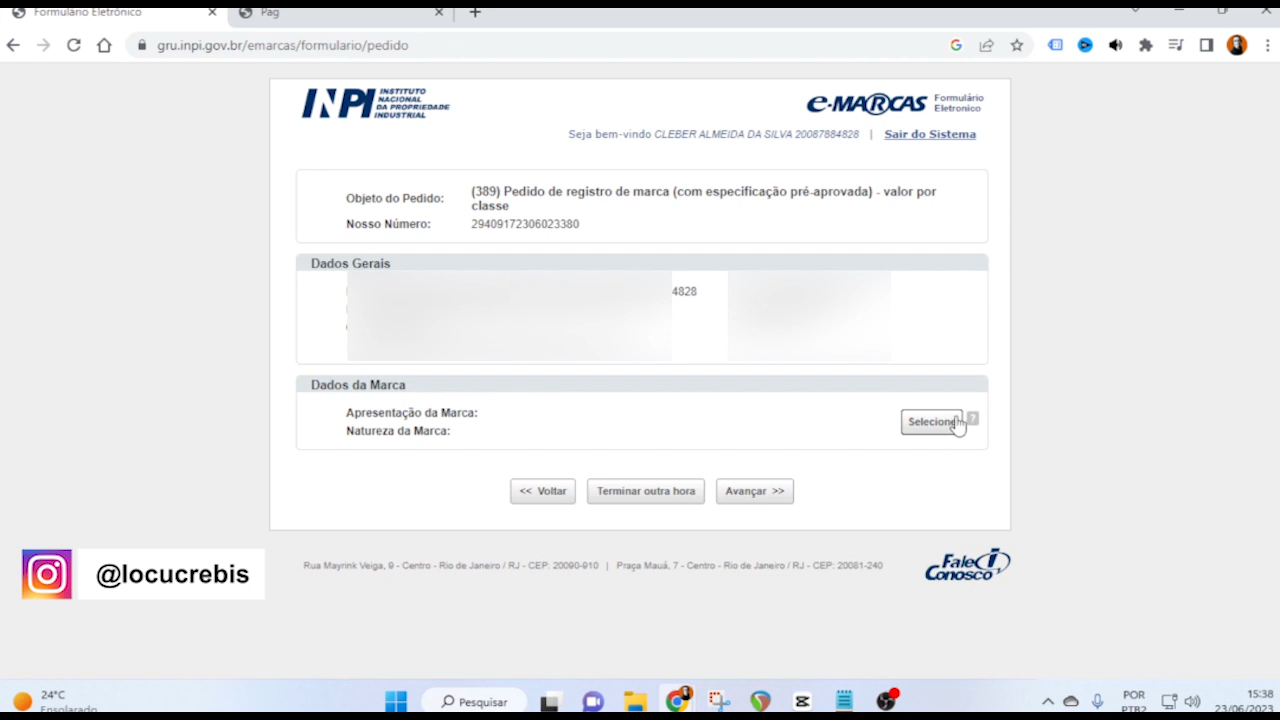 Formulário Eletrônico
Pag
gru.inpi.gov.br/emarcas/formulario/pedido
INPI INSTITUTO
NACIONAL
DA PROPRIEDADE
INDUSTRIAL
e-MARCAS Formulário
Eletronico
Seja bem-vindo CLEBER ALMEIDA DA SILVA 20087884828 | Sair do Sistema
Objeto do Pedido: (389) Pedido de registro de marca (com especificação pré-aprovada) - valor por
classe
Nosso Número: 29409172306023380
Dados Gerais
4828
Dados da Marca
Apresentação da Marca:
Natureza da Marca:
Selecione
?
<< Voltar
Terminar outra hora
Avançar >>
@locucrebis
Rua Mayrink Veiga, 9 - Centro - Rio de Janeiro / RJ - CEP: 20090-910 | Praça Mauá, 7 - Centro - Rio de Janeiro / RJ - CEP: 20081-240
Fale
Conosco
24°C
Ensolarado
Pesquisar
POR
PTB2
15:38
23/06/2023